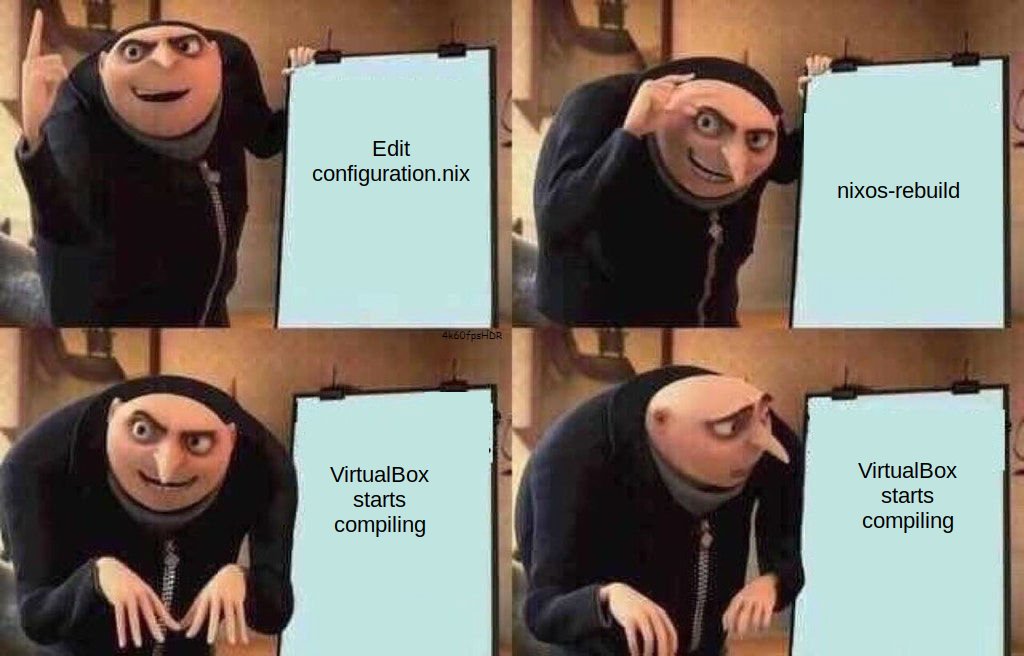 Edit
configuration.nix
nixos-rebuild
4k60fpsHDR
VirtualBox
starts
compiling
VirtualBox
starts
compiling